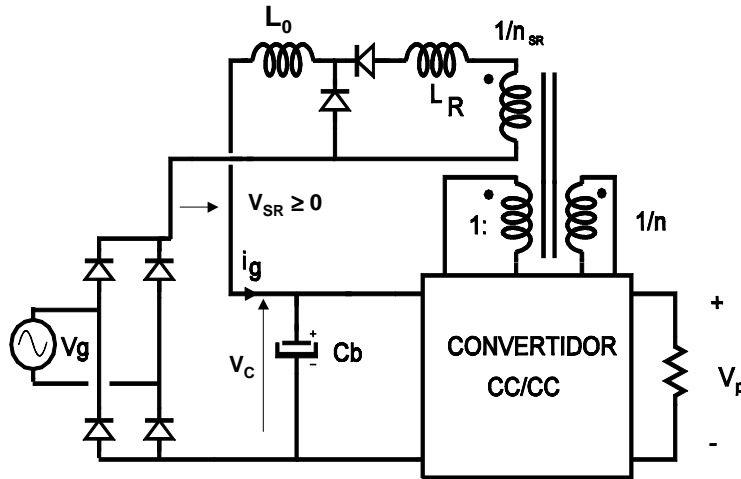 L0
1/nSR
LR
VSR ≥ 0
1:
1/n
ig
+
Vg
VC
+
-
Cb
CONVERTIDOR
CC/CC
Vp
-